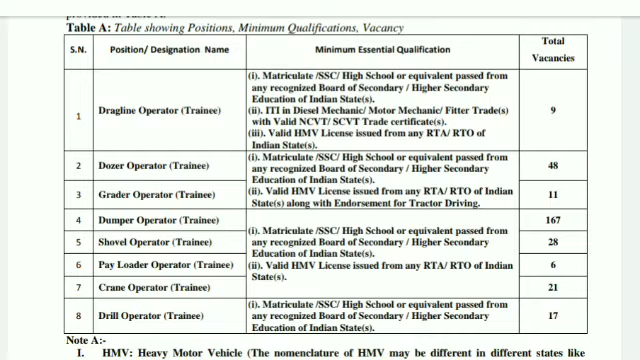 Table A: Table showing Positions, Minimum Qualifications, Vacancy
S.N. Position/ Designation Name Minimum Essential Qualification Total Vacancies
1 Dragline Operator (Trainee) 9
(i). Matriculate /SSC/ High School or equivalent passed from
any recognized Board of Secondary / Higher Secondary
Education of Indian State(s).
(ii). ITI in Diesel Mechanic/ Motor Mechanic/ Fitter Trade(s)
with Valid NCVT/ SCVT Trade certificate(s).
(iii). Valid HMV License issued from any RTA/ RTO of
Indian State(s).
2 Dozer Operator (Trainee) 48
3 Grader Operator (Trainee) 11
(i). Matriculate /SSC/ High School or equivalent passed from
any recognized Board of Secondary / Higher Secondary
Education of Indian State(s).
(ii). Valid HMV License issued from any RTA/ RTO of Indian
State(s) along with Endorsement for Tractor Driving.
4 Dumper Operator (Trainee) 167
5 Shovel Operator (Trainee) 28
6 Pay Loader Operator (Trainee) 6
7 Crane Operator (Trainee) 21
(i). Matriculate /SSC/ High School or equivalent passed from
any recognized Board of Secondary / Higher Secondary
Education of Indian State(s).
(ii). Valid HMV License issued from any RTA/ RTO of Indian
State(s).
8 Drill Operator (Trainee) 17
(i). Matriculate /SSC/ High School or equivalent passed from
any recognized Board of Secondary / Higher Secondary
Education of Indian State(s).
Note A:-
I. HMV: Heavy Motor Vehicle (The nomenclature of HMV may be different in different states like